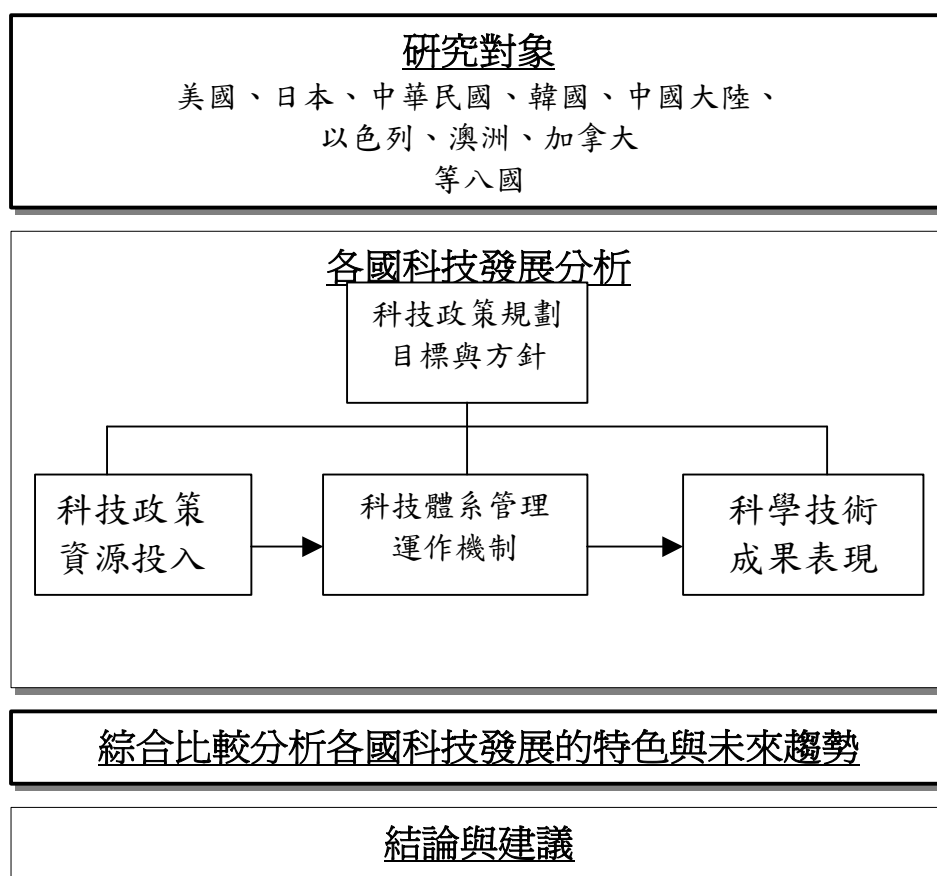 研究對象
美國、日本、中華民國、韓國、中國大陸、
以色列、澳洲、加拿大
等八國
各國科技發展分析
科技政策規劃
目標與方針
科技政策
資源投入
科技體系管理
運作機制
科學技術
成果表現
綜合比較分析各國科技發展的特色與未來趨勢
結論與建議